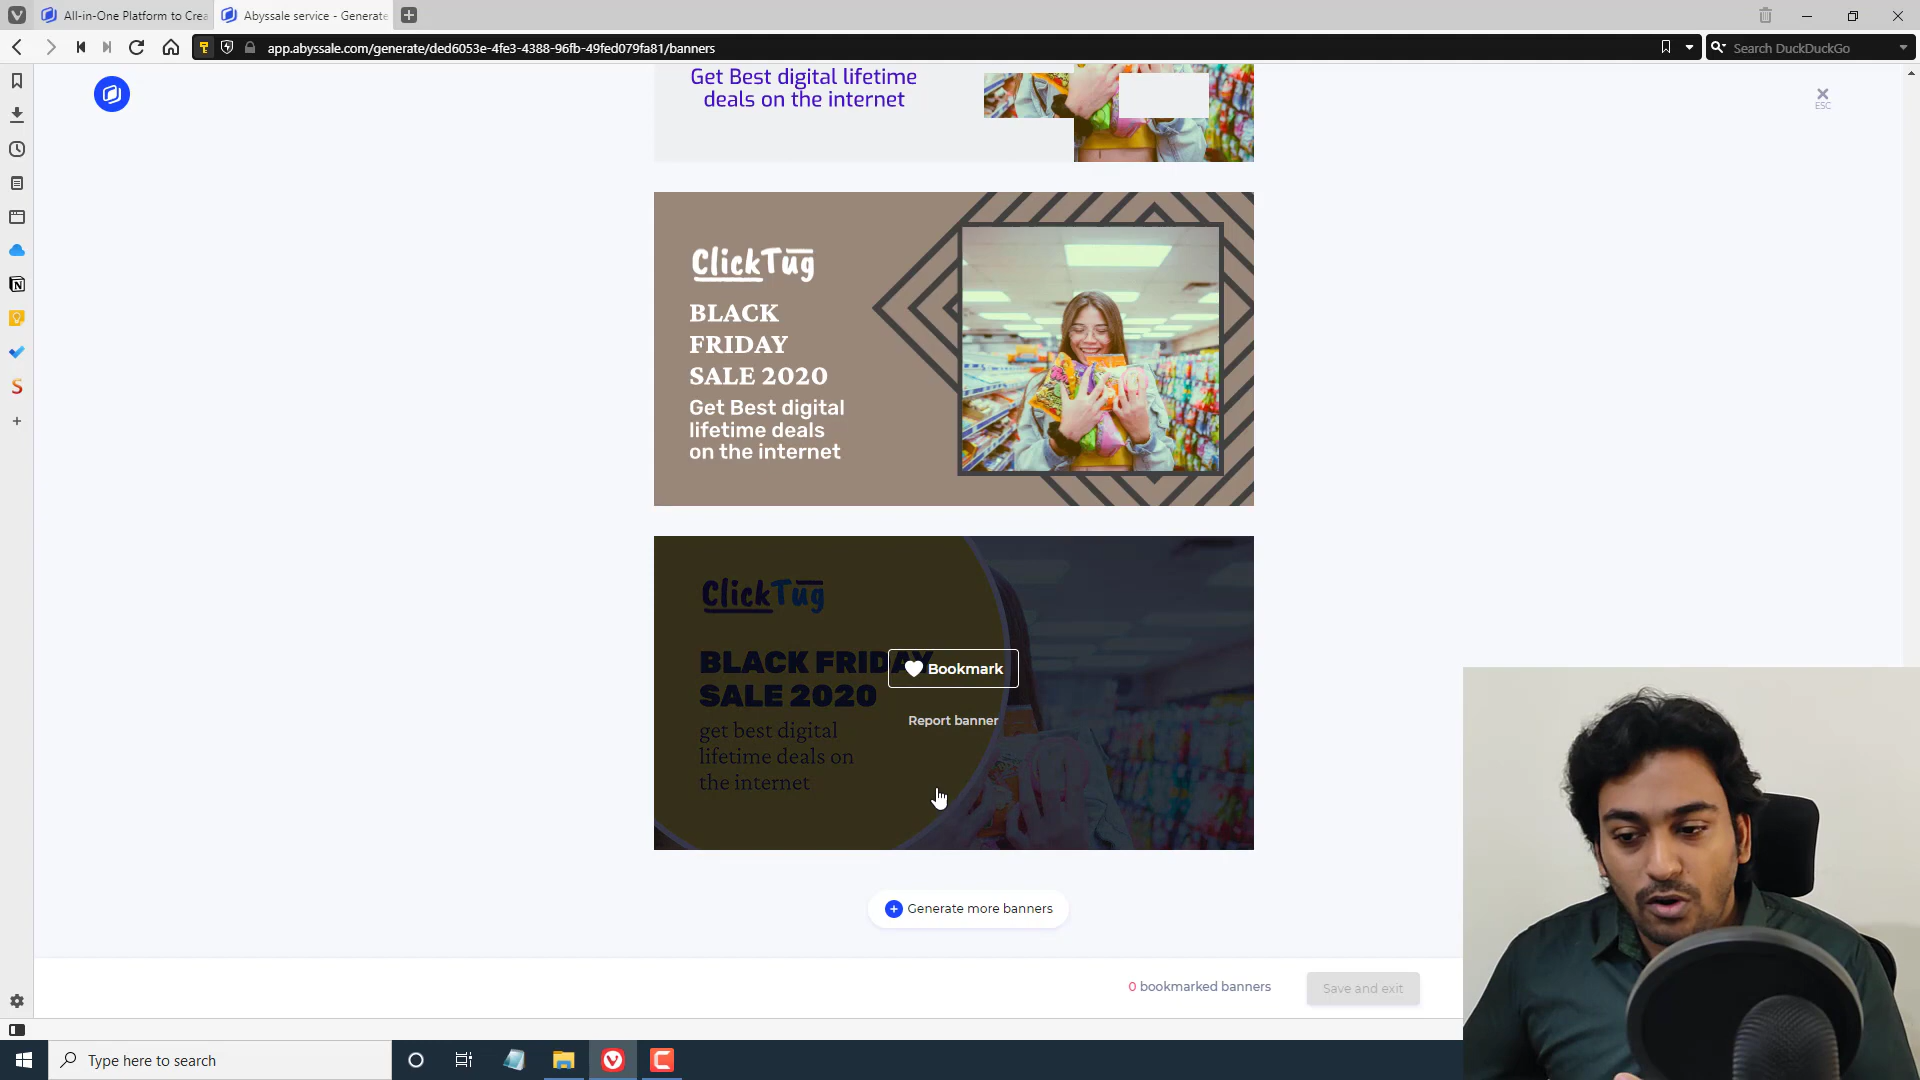 All-in-One Platform to Crea
Abyssale service - Generate
app.abyssale.com/generate/ded6053e-4fe3-4388-96fb-49fed079fa81/banners
Search DuckDuckGo
ESC
Get Best digital lifetime
deals on the internet
ClickTug
BLACK
FRIDAY
SALE 2020
Get Best digital
lifetime deals
on the internet
ClickTug
BLACK FRIDAY
SALE 2020
get best digital
lifetime deals on
the internet
Bookmark
Report banner
Generate more banners
0 bookmarked banners
Save and exit
Type here to search